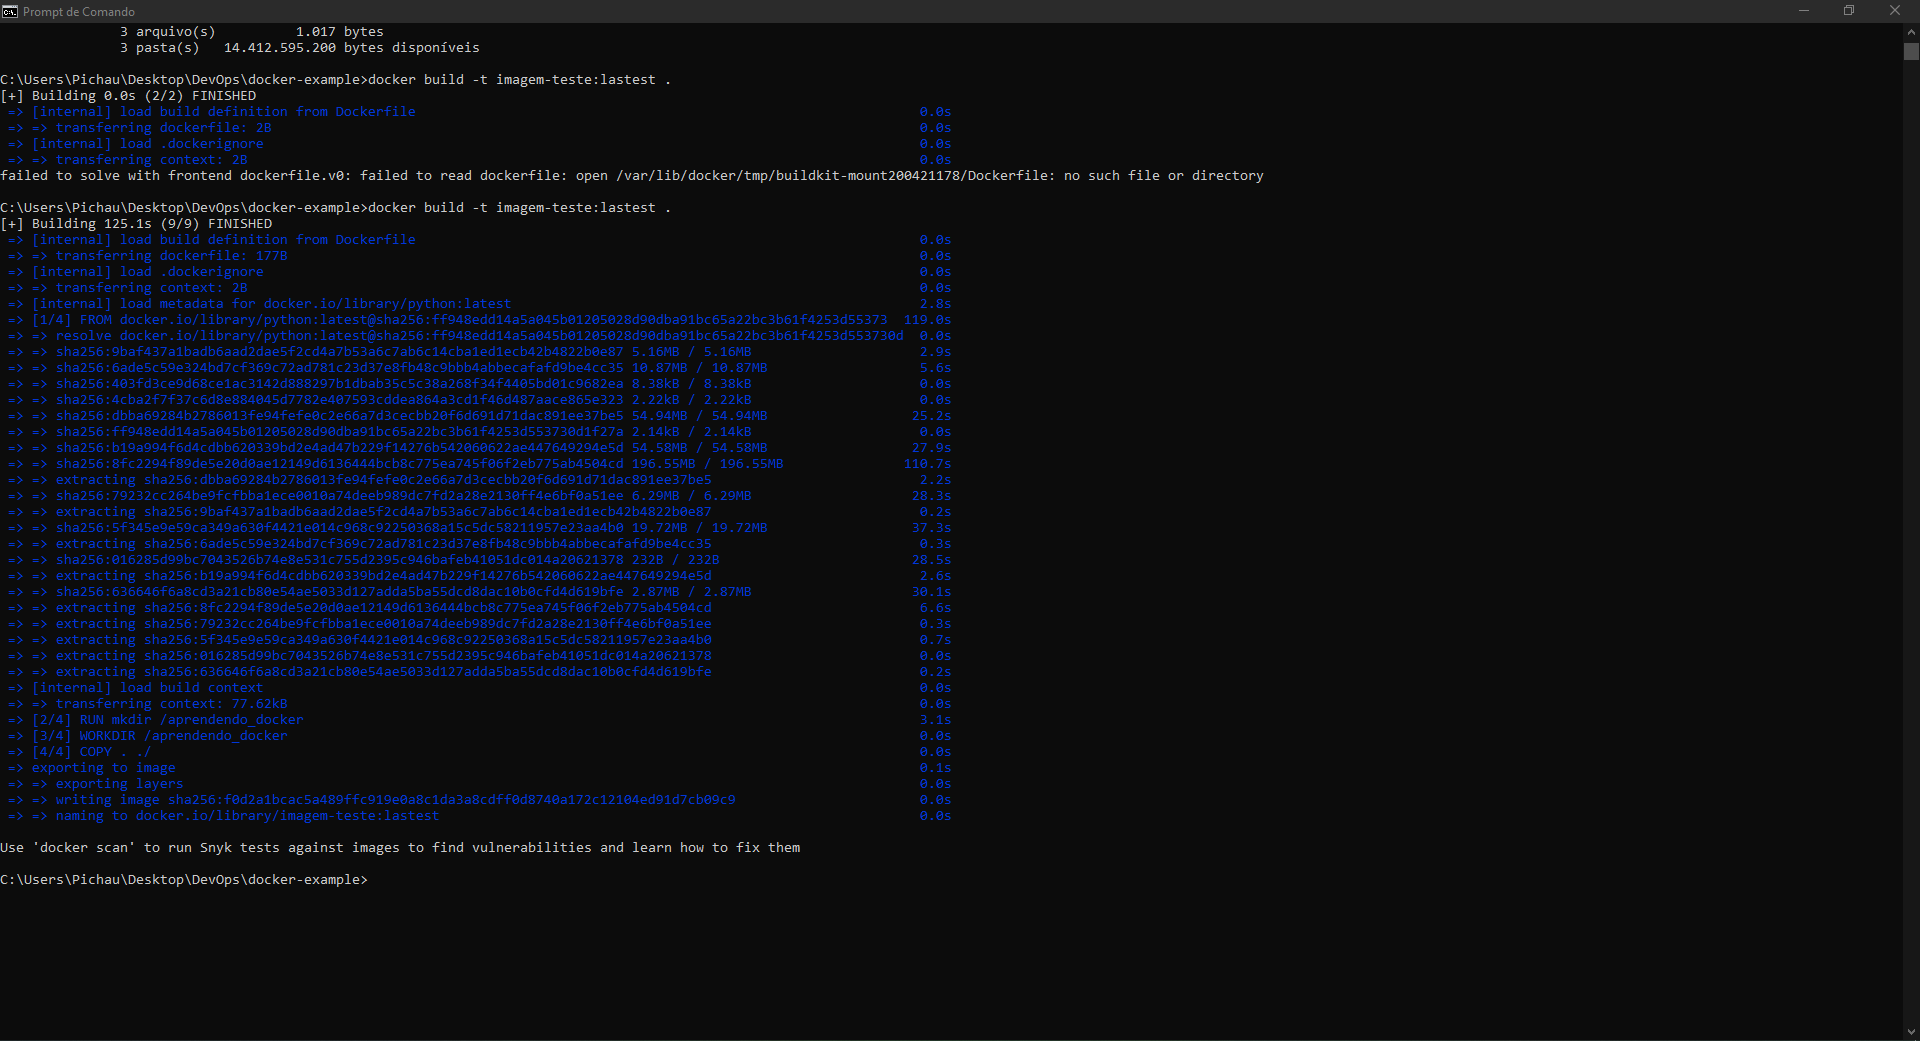 Prompt de Comando
3 arquivo(s) 1.017 bytes
3 pasta(s) 14.412.595.200 bytes disponíveis
C:\Users\Pichau\Desktop\DevOps\docker-example>docker build -t imagem-teste:lastest .
[+] Building 0.0s (2/2) FINISHED
=> [internal] load build definition from Dockerfile 0.0s
=> => transferring dockerfile: 2B 0.0s
=> [internal] load .dockerignore 0.0s
=> => transferring context: 2B 0.0s
failed to solve with frontend dockerfile.v0: failed to read dockerfile: open /var/lib/docker/tmp/buildkit-mount200421178/Dockerfile: no such file or directory
C:\Users\Pichau\Desktop\DevOps\docker-example>docker build -t imagem-teste:lastest .
[+] Building 125.1s (9/9) FINISHED
=> [internal] load build definition from Dockerfile 0.0s
=> => transferring dockerfile: 177B 0.0s
=> [internal] load .dockerignore 0.0s
=> => transferring context: 2B 0.0s
=> [internal] load metadata for docker.io/library/python:latest 2.8s
=> [1/4] FROM docker.io/library/python:latest@sha256:ff948edd14a5a045b01205028d90dba91bc65a22bc3b61f4253d55373 119.0s
=> => resolve docker.io/library/python:latest@sha256:ff948edd14a5a045b01205028d90dba91bc65a22bc3b61f4253d553730d 0.0s
=> => sha256:9baf437a1badb6aad2dae5f2cd4a7b53a6c7ab6c14cba1ed1ecb42b4822b0e87 5.16MB / 5.16MB 2.9s
=> => sha256:6ade5c59e324bd7cf369c72ad781c23d37e8fb48c9bbb4abbecafafd9be4cc35 10.87MB / 10.87MB 5.6s
=> => sha256:403fd3ce9d68ce1ac3142d888297b1dbab35c5c38a268f34f4405bd01c9682ea 8.38kB / 8.38kB 0.0s
=> => sha256:4cba2f7f37c6d8e884045d7782e407593cddea864a3cd1f46d487aace865e323 2.22kB / 2.22kB 0.0s
=> => sha256:dbba69284b2786013fe94fefe0c2e66a7d3cecbb20f6d691d71dac891ee37be5 54.94MB / 54.94MB 25.2s
=> => sha256:ff948edd14a5a045b01205028d90dba91bc65a22bc3b61f4253d553730d1f27a 2.14kB / 2.14kB 0.0s
=> => sha256:b19a994f6d4cdbb620339bd2e4ad47b229f14276b542060622ae447649294e5d 54.58MB / 54.58MB 27.9s
=> => sha256:8fc2294f89de5e20d0ae12149d6136444bcb8c775ea745f06f2eb775ab4504cd 196.55MB / 196.55MB 110.7s
=> => extracting sha256:dbba69284b2786013fe94fefe0c2e66a7d3cecbb20f6d691d71dac891ee37be5 2.2s
=> => sha256:79232cc264be9fcfbba1ece0010a74deeb989dc7fd2a28e2130ff4e6bf0a51ee 6.29MB / 6.29MB 28.3s
=> => extracting sha256:9baf437a1badb6aad2dae5f2cd4a7b53a6c7ab6c14cba1ed1ecb42b4822b0e87 0.2s
=> => sha256:5f345e9e59ca349a630f4421e014c968c92250368a15c5dc58211957e23aa4b0 19.72MB / 19.72MB 37.3s
=> => extracting sha256:6ade5c59e324bd7cf369c72ad781c23d37e8fb48c9bbb4abbecafafd9be4cc35 0.3s
=> => sha256:016285d99bc7043526b74e8e531c755d2395c946bafeb41051dc014a20621378 232B / 232B 28.5s
=> => extracting sha256:b19a994f6d4cdbb620339bd2e4ad47b229f14276b542060622ae447649294e5d 2.6s
=> => sha256:636646f6a8cd3a21cb80e54ae5033d127adda5ba55dcd8dac10b0cfd4d619bfe 2.87MB / 2.87MB 30.1s
=> => extracting sha256:8fc2294f89de5e20d0ae12149d6136444bcb8c775ea745f06f2eb775ab4504cd 6.6s
=> => extracting sha256:79232cc264be9fcfbba1ece0010a74deeb989dc7fd2a28e2130ff4e6bf0a51ee 0.3s
=> => extracting sha256:5f345e9e59ca349a630f4421e014c968c92250368a15c5dc58211957e23aa4b0 0.7s
=> => extracting sha256:016285d99bc7043526b74e8e531c755d2395c946bafeb41051dc014a20621378 0.0s
=> => extracting sha256:636646f6a8cd3a21cb80e54ae5033d127adda5ba55dcd8dac10b0cfd4d619bfe 0.2s
=> [internal] load build context 0.0s
=> => transferring context: 77.62kB 0.0s
=> [2/4] RUN mkdir /aprendendo_docker 3.1s
=> [3/4] WORKDIR /aprendendo_docker 0.0s
=> [4/4] COPY . ./ 0.0s
=> exporting to image 0.1s
=> => exporting layers 0.0s
=> => writing image sha256:f0d2a1bcac5a489ffc919e0a8c1da3a8cdff0d8740a172c12104ed91d7cb09c9 0.0s
=> => naming to docker.io/library/imagem-teste:lastest 0.0s
Use 'docker scan' to run Snyk tests against images to find vulnerabilities and learn how to fix them
C:\Users\Pichau\Desktop\DevOps\docker-example>